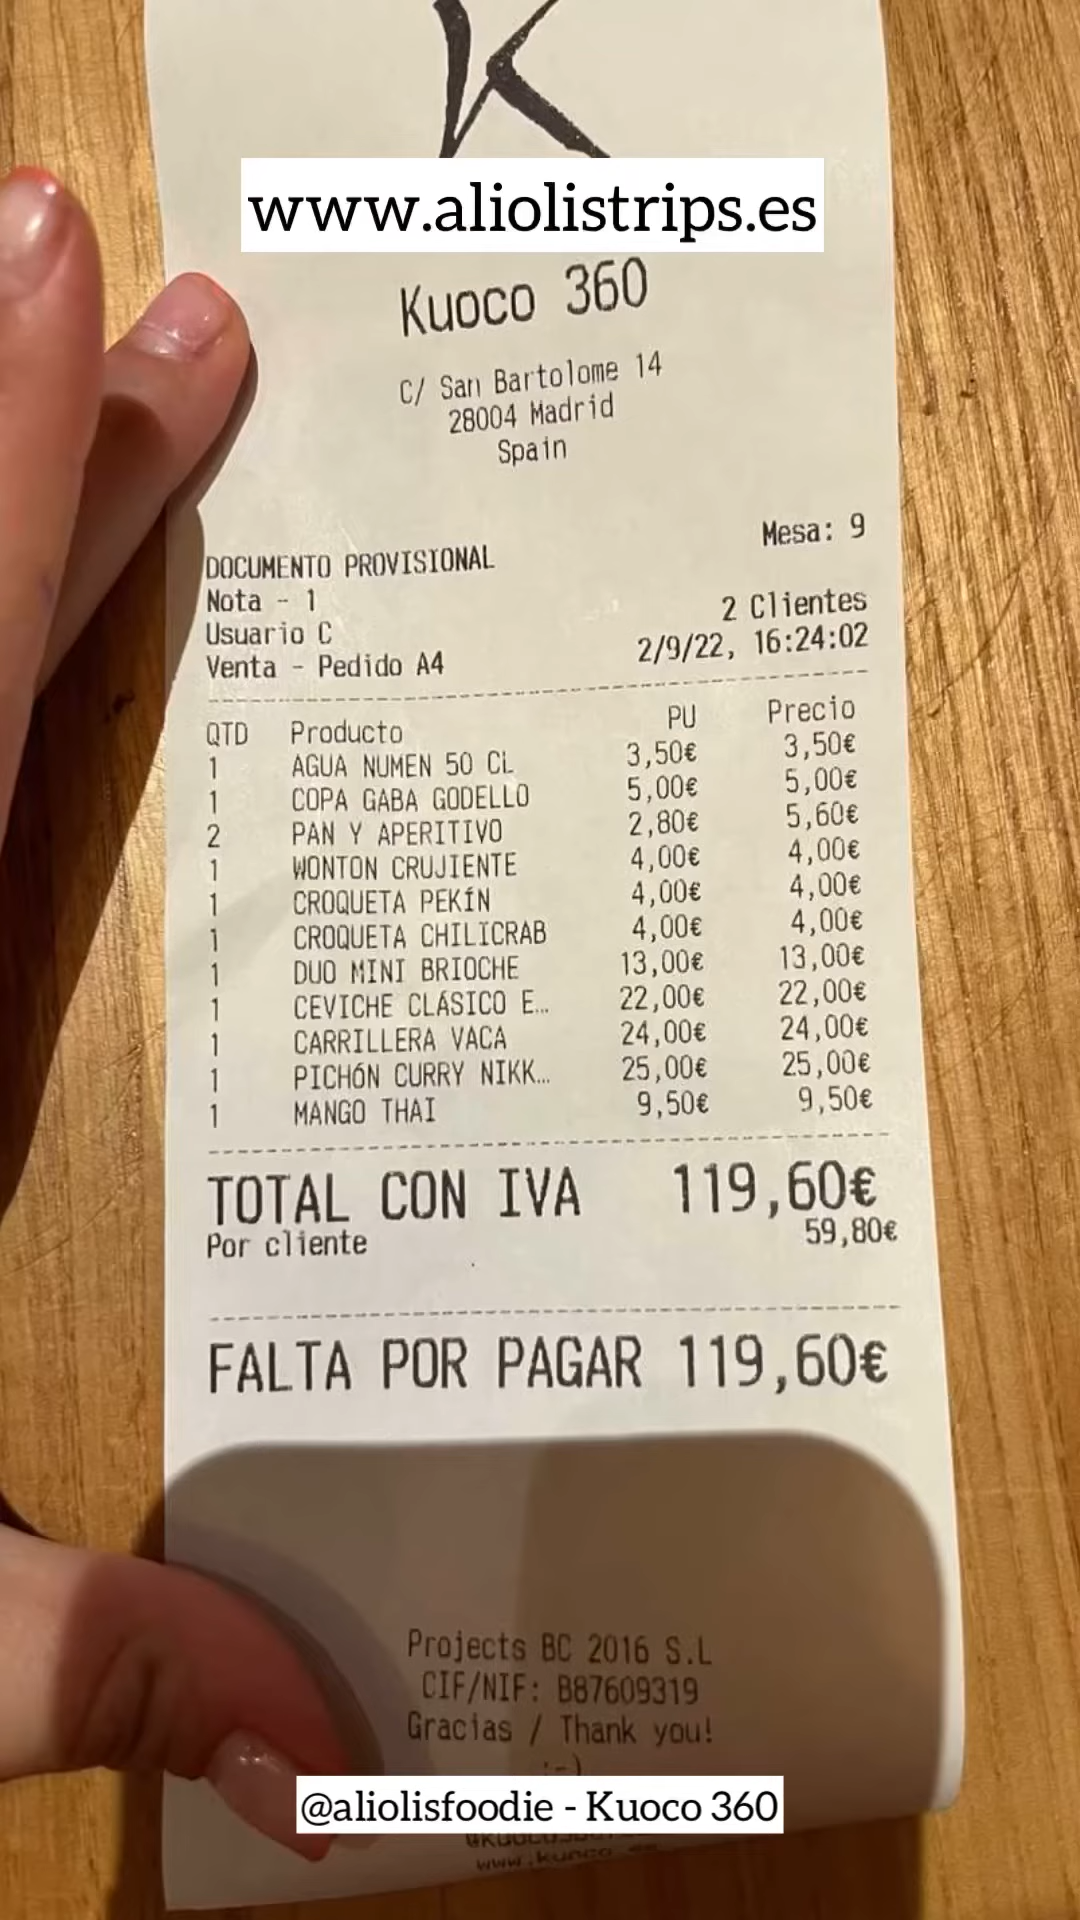 K
www.aliolistrips.es
Kuoco 360
C/ San Bartolome 14
28004 Madrid
Spain
Mesa: 9
DOCUMENTO PROVISIONAL
Nota - 1
2 Clientes
Usuario C
2/9/22, 16:24:02
Venta - Pedido A4
QTD Producto PU Precio
1 AGUA NUMEN 50 CL 3,50€ 3,50€
1 COPA GABA GODELLO 5,00€ 5,00€
2 PAN Y APERITIVO 2,80€ 5,60€
1 WONTON CRUJIENTE 4,00€ 4,00€
1 CROQUETA PEKÍN 4,00€ 4,00€
1 CROQUETA CHILICRAB 4,00€ 4,00€
1 DUO MINI BRIOCHE 13,00€ 13,00€
1 CEVICHE CLÁSICO E... 22,00€ 22,00€
1 CARRILLERA VACA 24,00€ 24,00€
1 PICHÓN CURRY NIKK... 25,00€ 25,00€
1 MANGO THAI 9,50€ 9,50€
TOTAL CON IVA 119,60€
Por cliente 59,80€
FALTA POR PAGAR 119,60€
Projects BC 2016 S.L
CIF/NIF: B87609319
Gracias / Thank you!
:-)
@aliolisfoodie - Kuoco 360